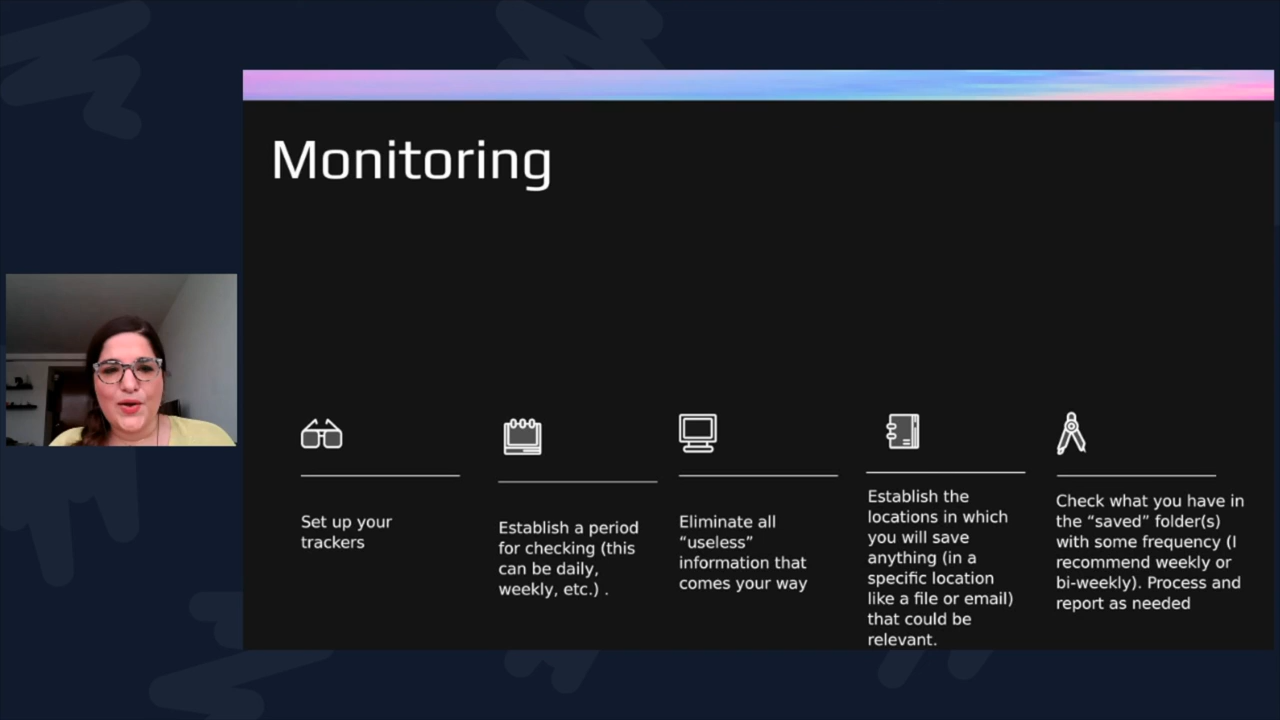 Monitoring
Set up your
trackers
Establish a period
for checking (this
can be daily,
weekly, etc.) .
Eliminate all
“useless”
information that
comes your way
Establish the
locations in which
you will save
anything (in a
specific location
like a file or email)
that could be
relevant.
Check what you have in
the “saved” folder(s)
with some frequency (I
recommend weekly or
bi-weekly). Process and
report as needed